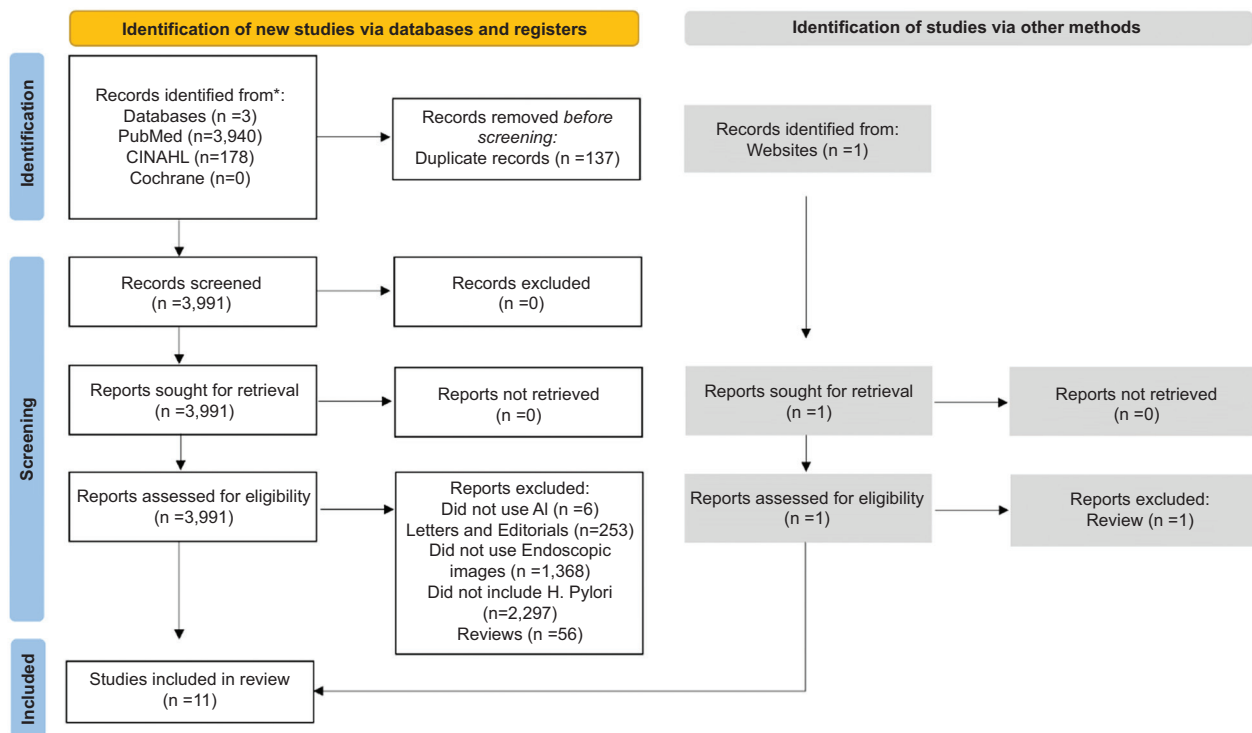 Identification of new studies via databases and registers
Identification of studies via other methods
Identification
Records identified from*:
Databases (n =3)
PubMed (n=3,940)
CINAHL (n=178)
Cochrane (n=0)
Records removed before
screening:
Duplicate records (n =137)
Records identified from:
Websites (n =1)
Screening
Records screened
(n =3,991)
Records excluded
(n =0)
Reports sought for retrieval
(n =3,991)
Reports not retrieved
(n =0)
Reports sought for retrieval
(n =1)
Reports not retrieved
(n =0)
Reports assessed for eligibility
(n =3,991)
Reports excluded:
Did not use AI (n =6)
Letters and Editorials (n=253)
Did not use Endoscopic
images (n =1,368)
Did not include H. Pylori
(n=2,297)
Reviews (n =56)
Reports assessed for eligibility
(n =1)
Reports excluded:
Review (n =1)
Included
Studies included in review
(n =11)